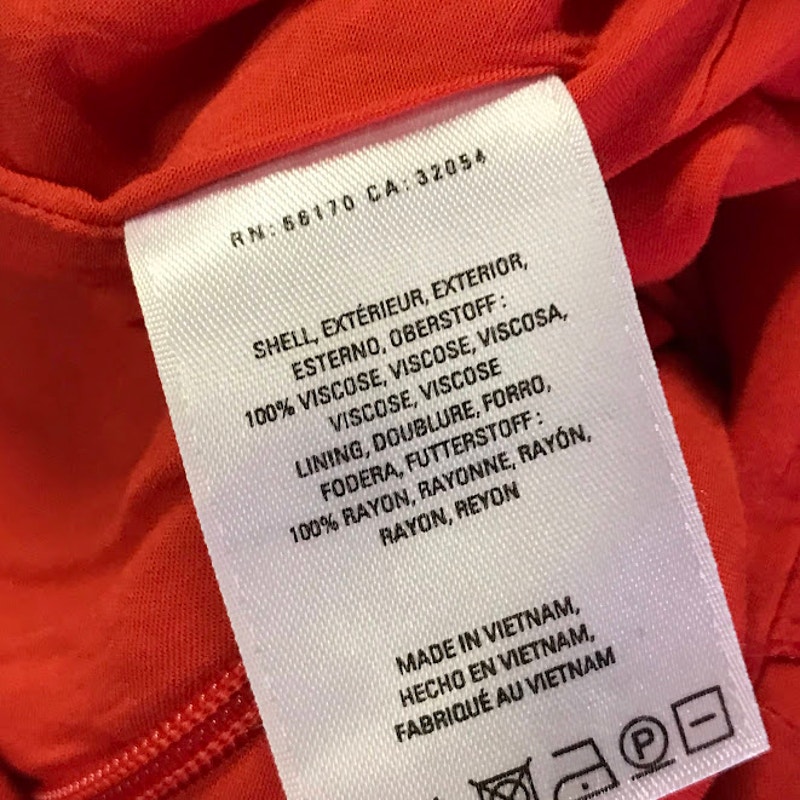 RN: 56170 CA: 32054
SHELL, EXTÉRIEUR, EXTERIOR,
ESTERNO, OBERSTOFF :
100% VISCOSE, VISCOSE, VISCOSA,
VISCOSE, VISCOSE
LINING, DOUBLURE, FORRO,
FODERA, FUTTERSTOFF :
100% RAYON, RAYONNE, RAYÓN,
RAYON, REYON
MADE IN VIETNAM,
HECHO EN VIETNAM,
FABRIQUÉ AU VIETNAM
P